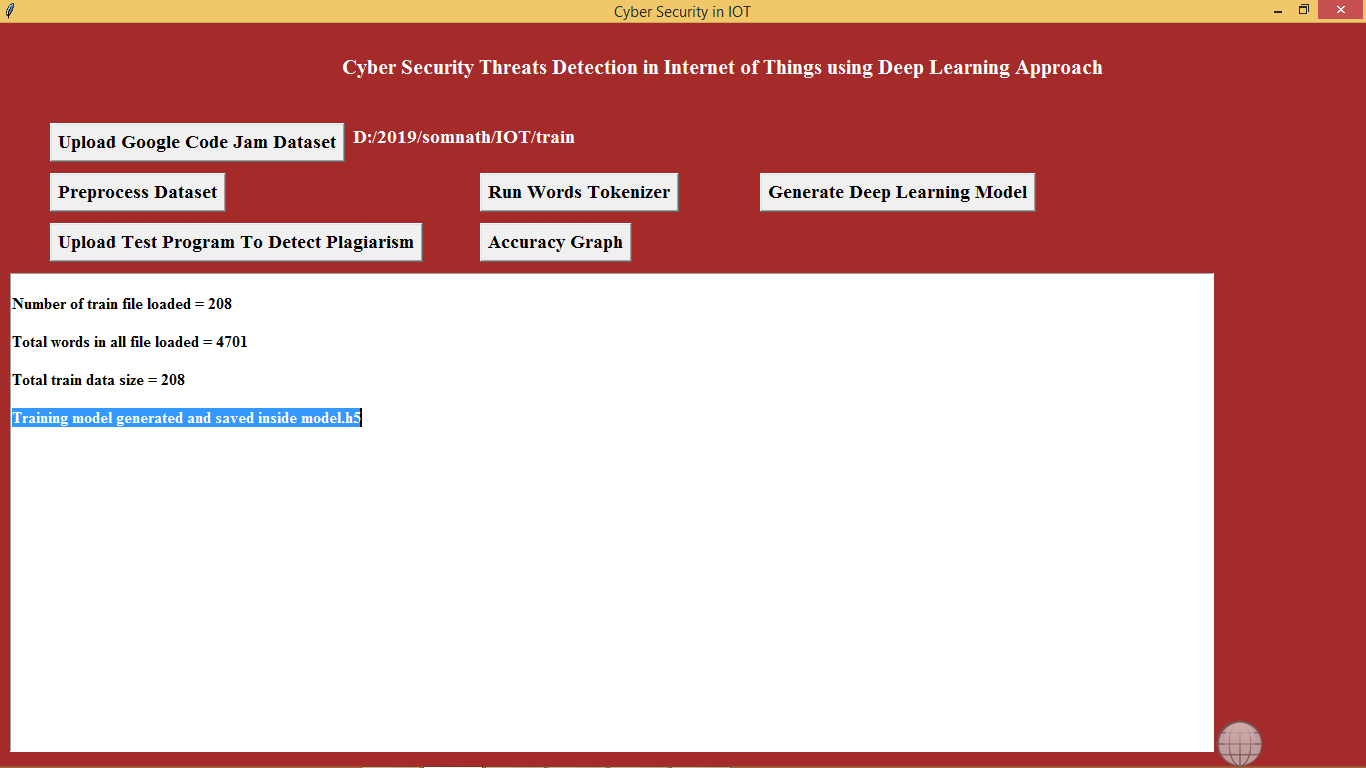 Cyber Security in IOT
Cyber Security Threats Detection in Internet of Things using Deep Learning Approach
Upload Google Code Jam Dataset D:/2019/somnath/IOT/train
Preprocess Dataset Run Words Tokenizer Generate Deep Learning Model
Upload Test Program To Detect Plagiarism Accuracy Graph
Number of train file loaded = 208
Total words in all file loaded = 4701
Total train data size = 208
Training model generated and saved inside model.h5